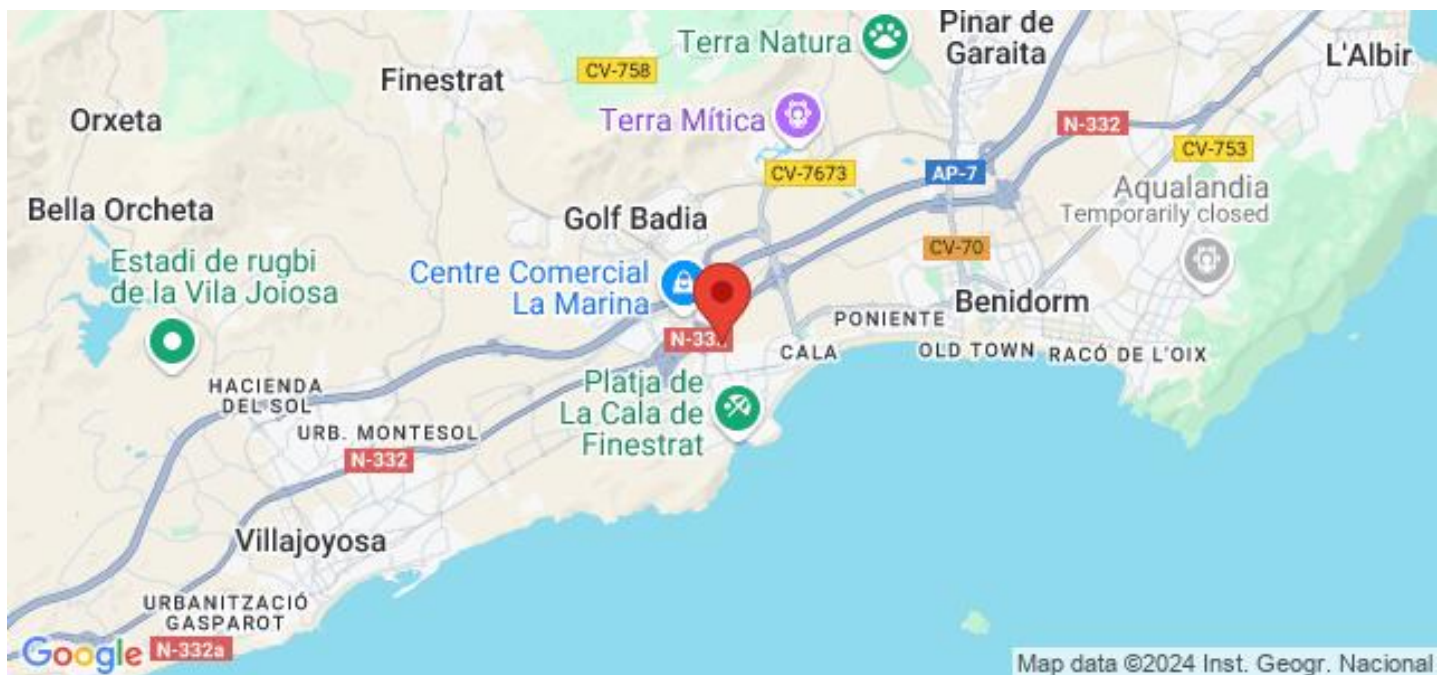 Terra Natura
Pinar de
Garaita
L'Albir
Finestrat
CV-758
Orxeta
Terra Mítica
N-332
CV-753
CV-7673
AP-7
Aqualandia
Temporarily closed
Bella Orcheta
Golf Badia
CV-70
Estadi de rugbi
de la Vila Joiosa
Centre Comercial
La Marina
Benidorm
PONIENTE
N-33
CALA
OLD TOWN
RACÓ DE L'OIX
HACIENDA
DEL SOL
Platja de
La Cala de
Finestrat
URB. MONTESOL
N-332
Villajoyosa
URBANITZACIÓ
GASPAROT
Google
N-332a
Map data ©2024 Inst. Geogr. Nacional